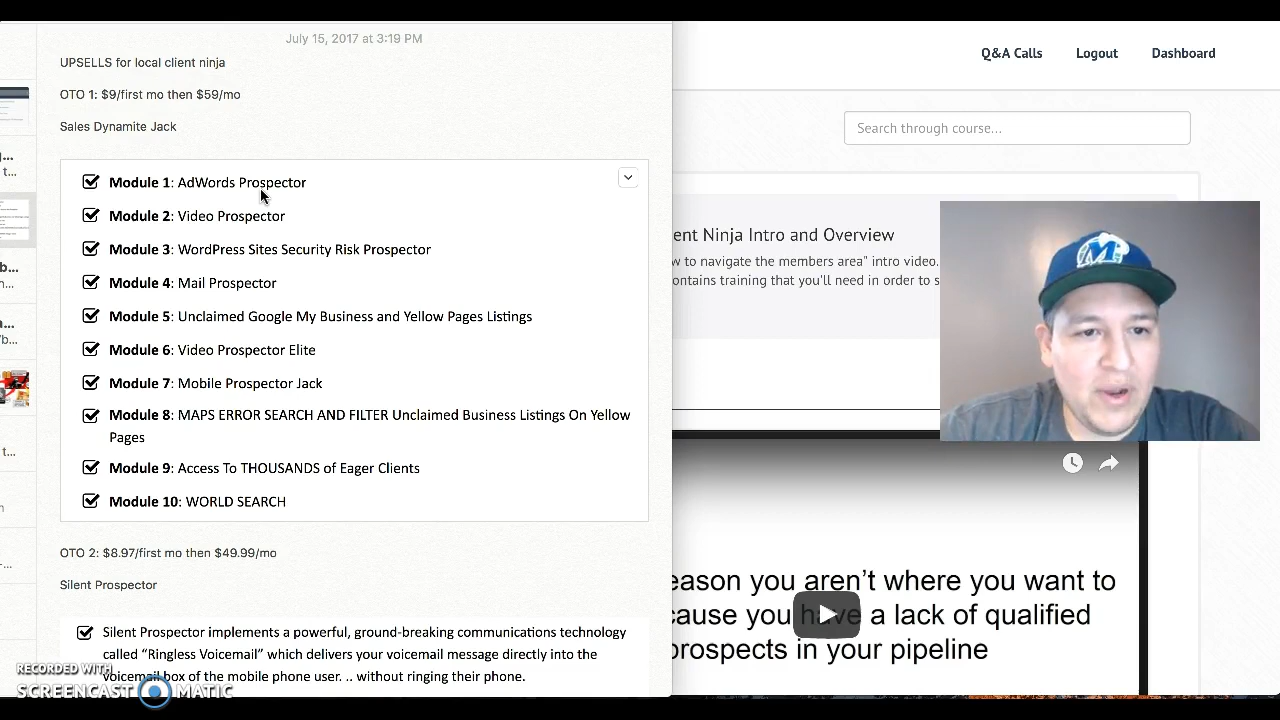 July 15, 2017 at 3:19 PM
UPSELLS for local client ninja
OTO 1: $9/first mo then $59/mo
Sales Dynamite Jack
Module 1: AdWords Prospector
Module 2: Video Prospector
Module 3: WordPress Sites Security Risk Prospector
Module 4: Mail Prospector
Module 5: Unclaimed Google My Business and Yellow Pages Listings
Module 6: Video Prospector Elite
Module 7: Mobile Prospector Jack
Module 8: MAPS ERROR SEARCH AND FILTER Unclaimed Business Listings On Yellow
Pages
Module 9: Access To THOUSANDS of Eager Clients
Module 10: WORLD SEARCH
OTO 2: $8.97/first mo then $49.99/mo
Silent Prospector
Silent Prospector implements a powerful, ground-breaking communications technology
called “Ringless Voicemail” which delivers your voicemail message directly into the
voicemail box of the mobile phone user. .. without ringing their phone.
Q&A Calls Logout Dashboard
Search through course...
ent Ninja Intro and Overview
w to navigate the members area" intro video.
ontains training that you'll need in order to s
eason you aren’t where you want to
cause you have a lack of qualified
prospects in your pipeline
M
RECORDED WITH
SCREENCAST MATIC